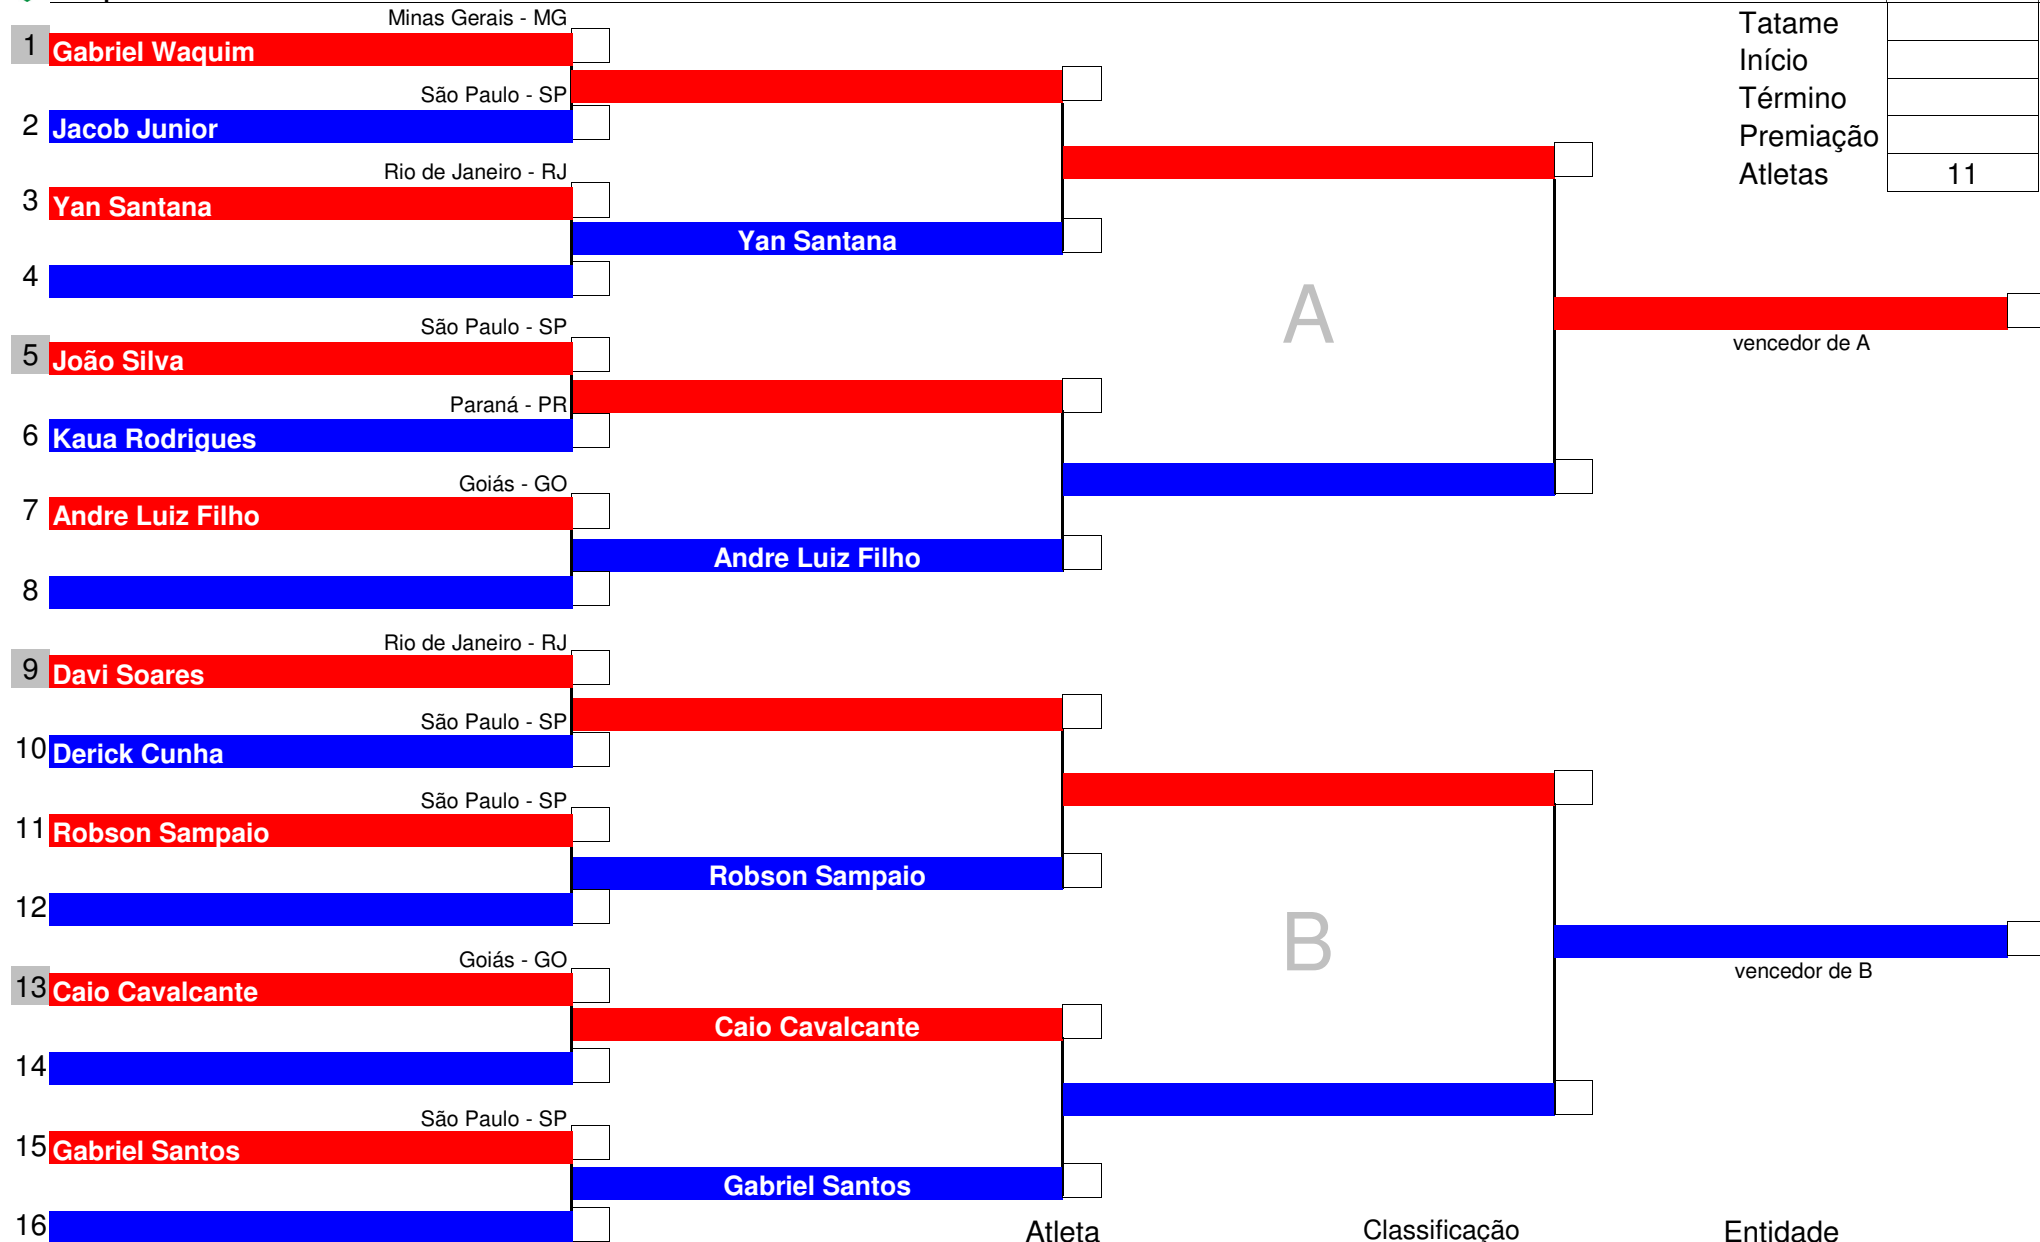 Minas Gerais - MG
1 Gabriel Waquim
São Paulo - SP
2 Jacob Junior
Rio de Janeiro - RJ
3 Yan Santana
Yan Santana
4
São Paulo - SP
5 João Silva
Paraná - PR
6 Kaua Rodrigues
Goiás - GO
7 Andre Luiz Filho
Andre Luiz Filho
8
Rio de Janeiro - RJ
9 Davi Soares
São Paulo - SP
10 Derick Cunha
São Paulo - SP
11 Robson Sampaio
Robson Sampaio
12
Goiás - GO
13 Caio Cavalcante
Caio Cavalcante
14
São Paulo - SP
15 Gabriel Santos
Gabriel Santos
16
A
B
vencedor de A
vencedor de B
Tatame
Início
Término
Premiação
Atletas 11
Atleta Classificação Entidade